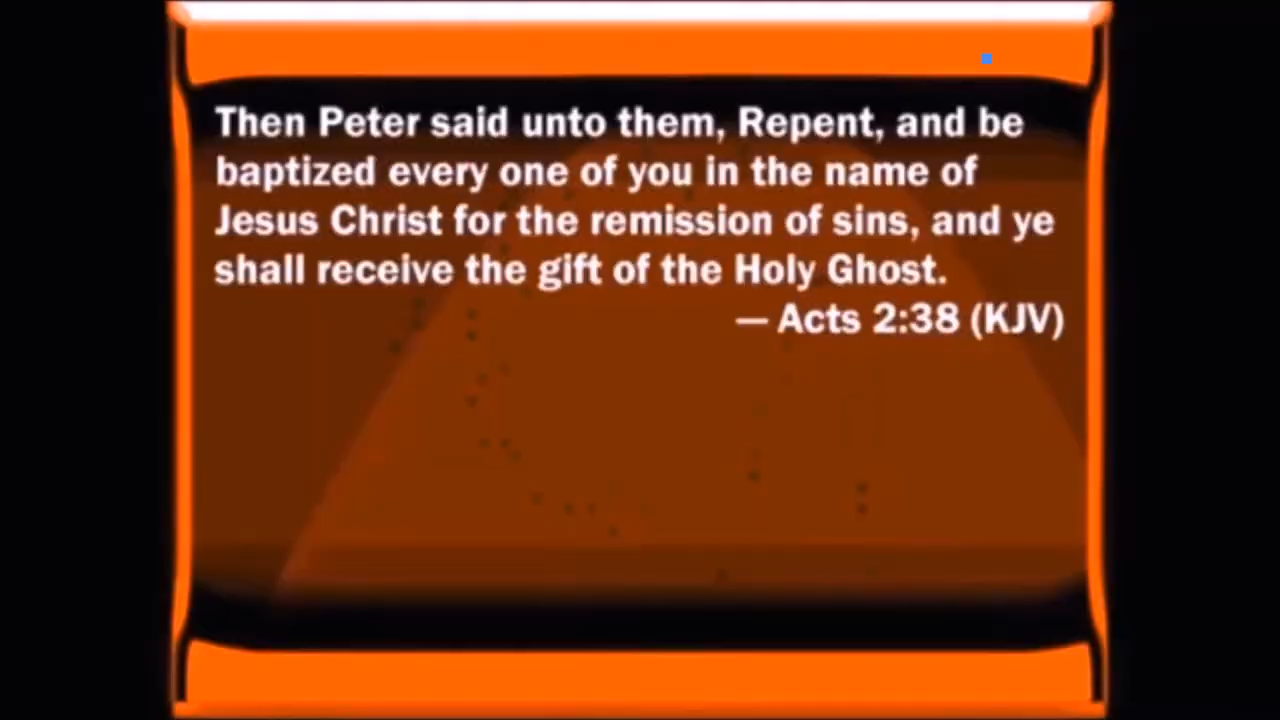 Then Peter said unto them, Repent, and be
baptized every one of you in the name of
Jesus Christ for the remission of sins, and ye
shall receive the gift of the Holy Ghost.
— Acts 2:38 (KJV)